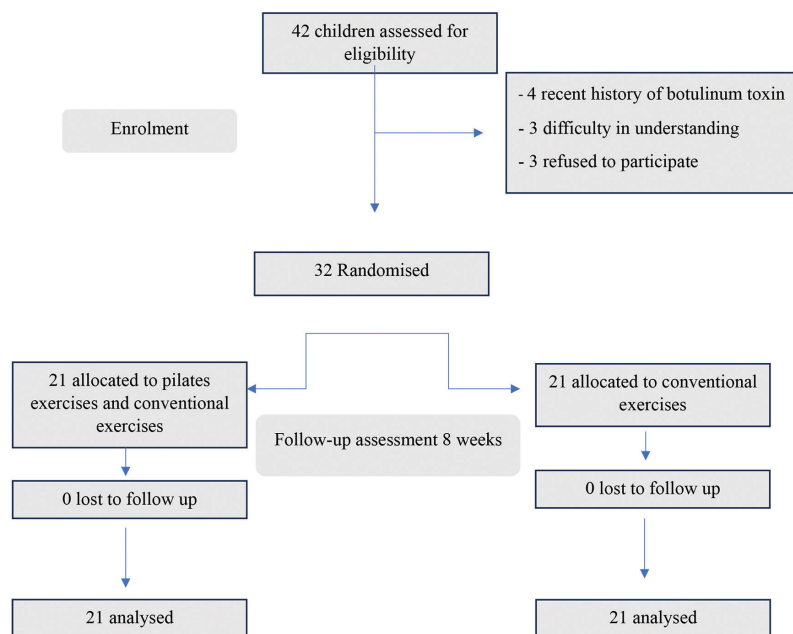 42 children assessed for
eligibility
- 4 recent history of botulinum toxin
- 3 difficulty in understanding
- 3 refused to participate
Enrolment
32 Randomised
21 allocated to pilates
exercises and conventional
exercises
21 allocated to conventional
exercises
Follow-up assessment 8 weeks
0 lost to follow up
0 lost to follow up
21 analysed
21 analysed